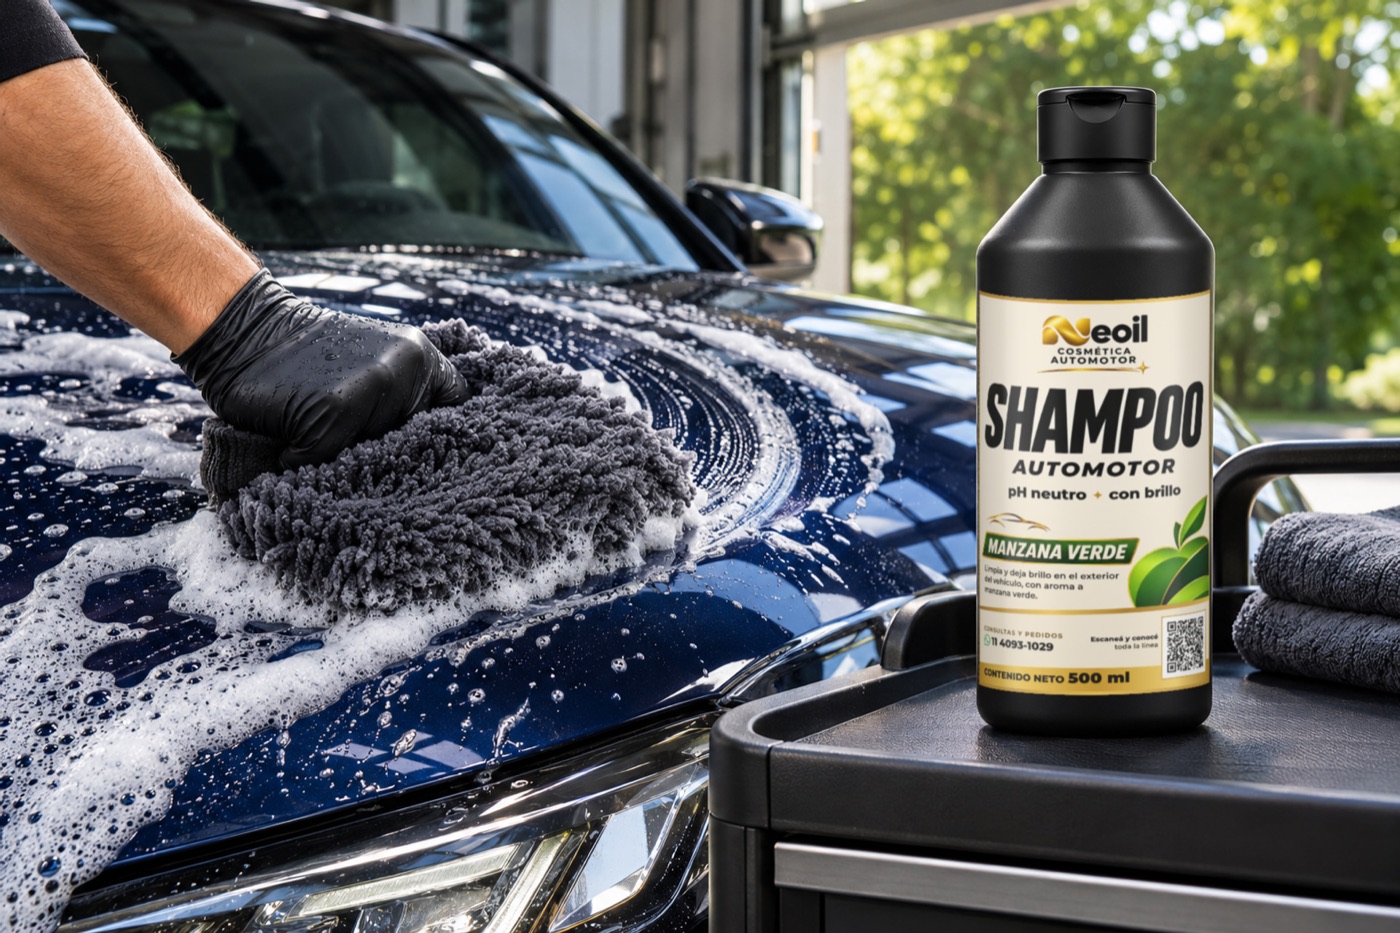 Neoil
COSMÉTICA
AUTOMOTOR
SHAMPOO
AUTOMOTOR
pH neutro + con brillo
MANZANA VERDE
Limpia y deja brillo en el exterior
del vehículo, con aroma a
manzana verde.
CONSULTAS Y PEDIDOS
11 4093-1029
Escaneá y conocé
toda la línea
CONTENIDO NETO 500 ml